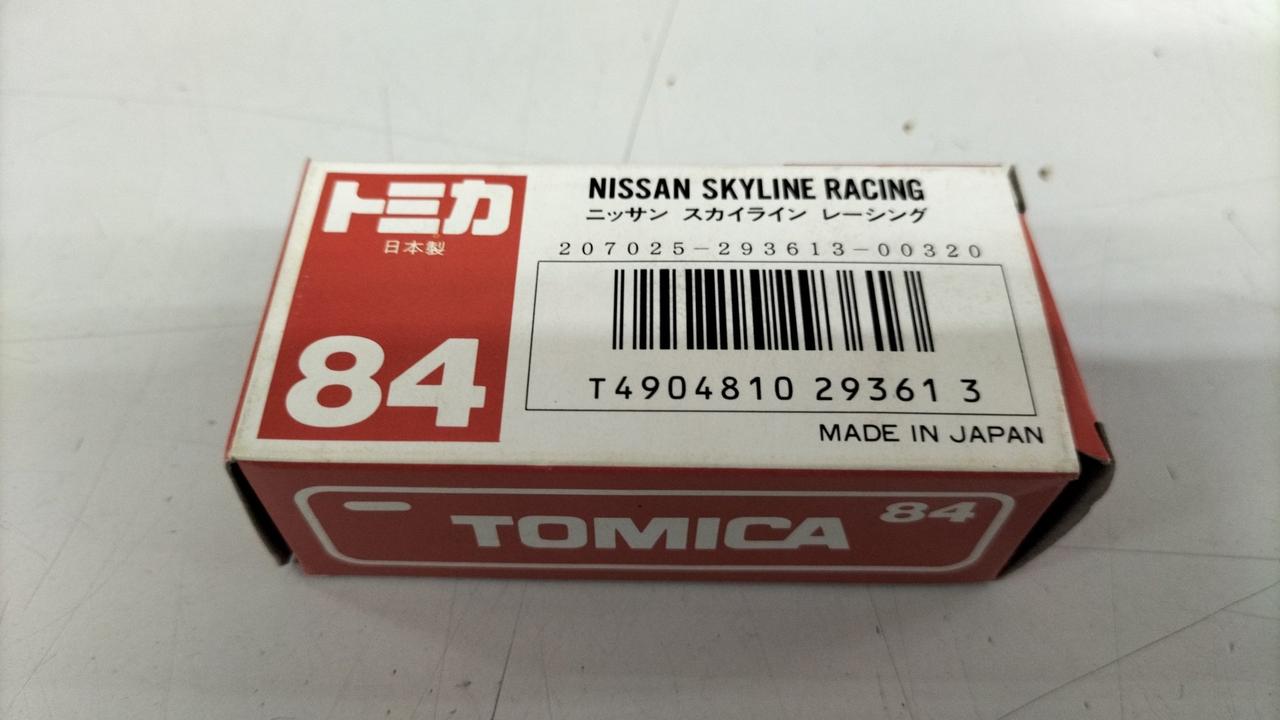 トミカ
日本製
84
NISSAN SKYLINE RACING
ニッサン スカイライン レーシング
207025-293613-00320
T4904810 29361 3
MADE IN JAPAN
TOMICA
84